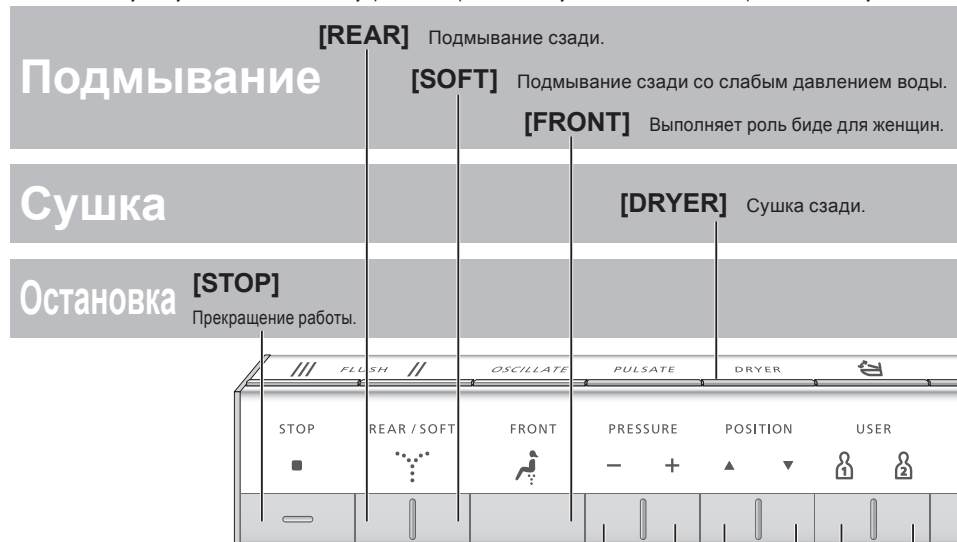 [REAR] Подмывание сзади.
Подмывание
[SOFT] Подмывание сзади со слабым давлением воды.
[FRONT] Выполняет роль биде для женщин.
Сушка
[DRYER] Сушка сзади.
Остановка
[STOP]
Прекращение работы.
FLUSH OSCILLATE PULSATE DRYER
STOP REAR / SOFT FRONT PRESSURE POSITION USER
− + ▲ ▼ 1 2